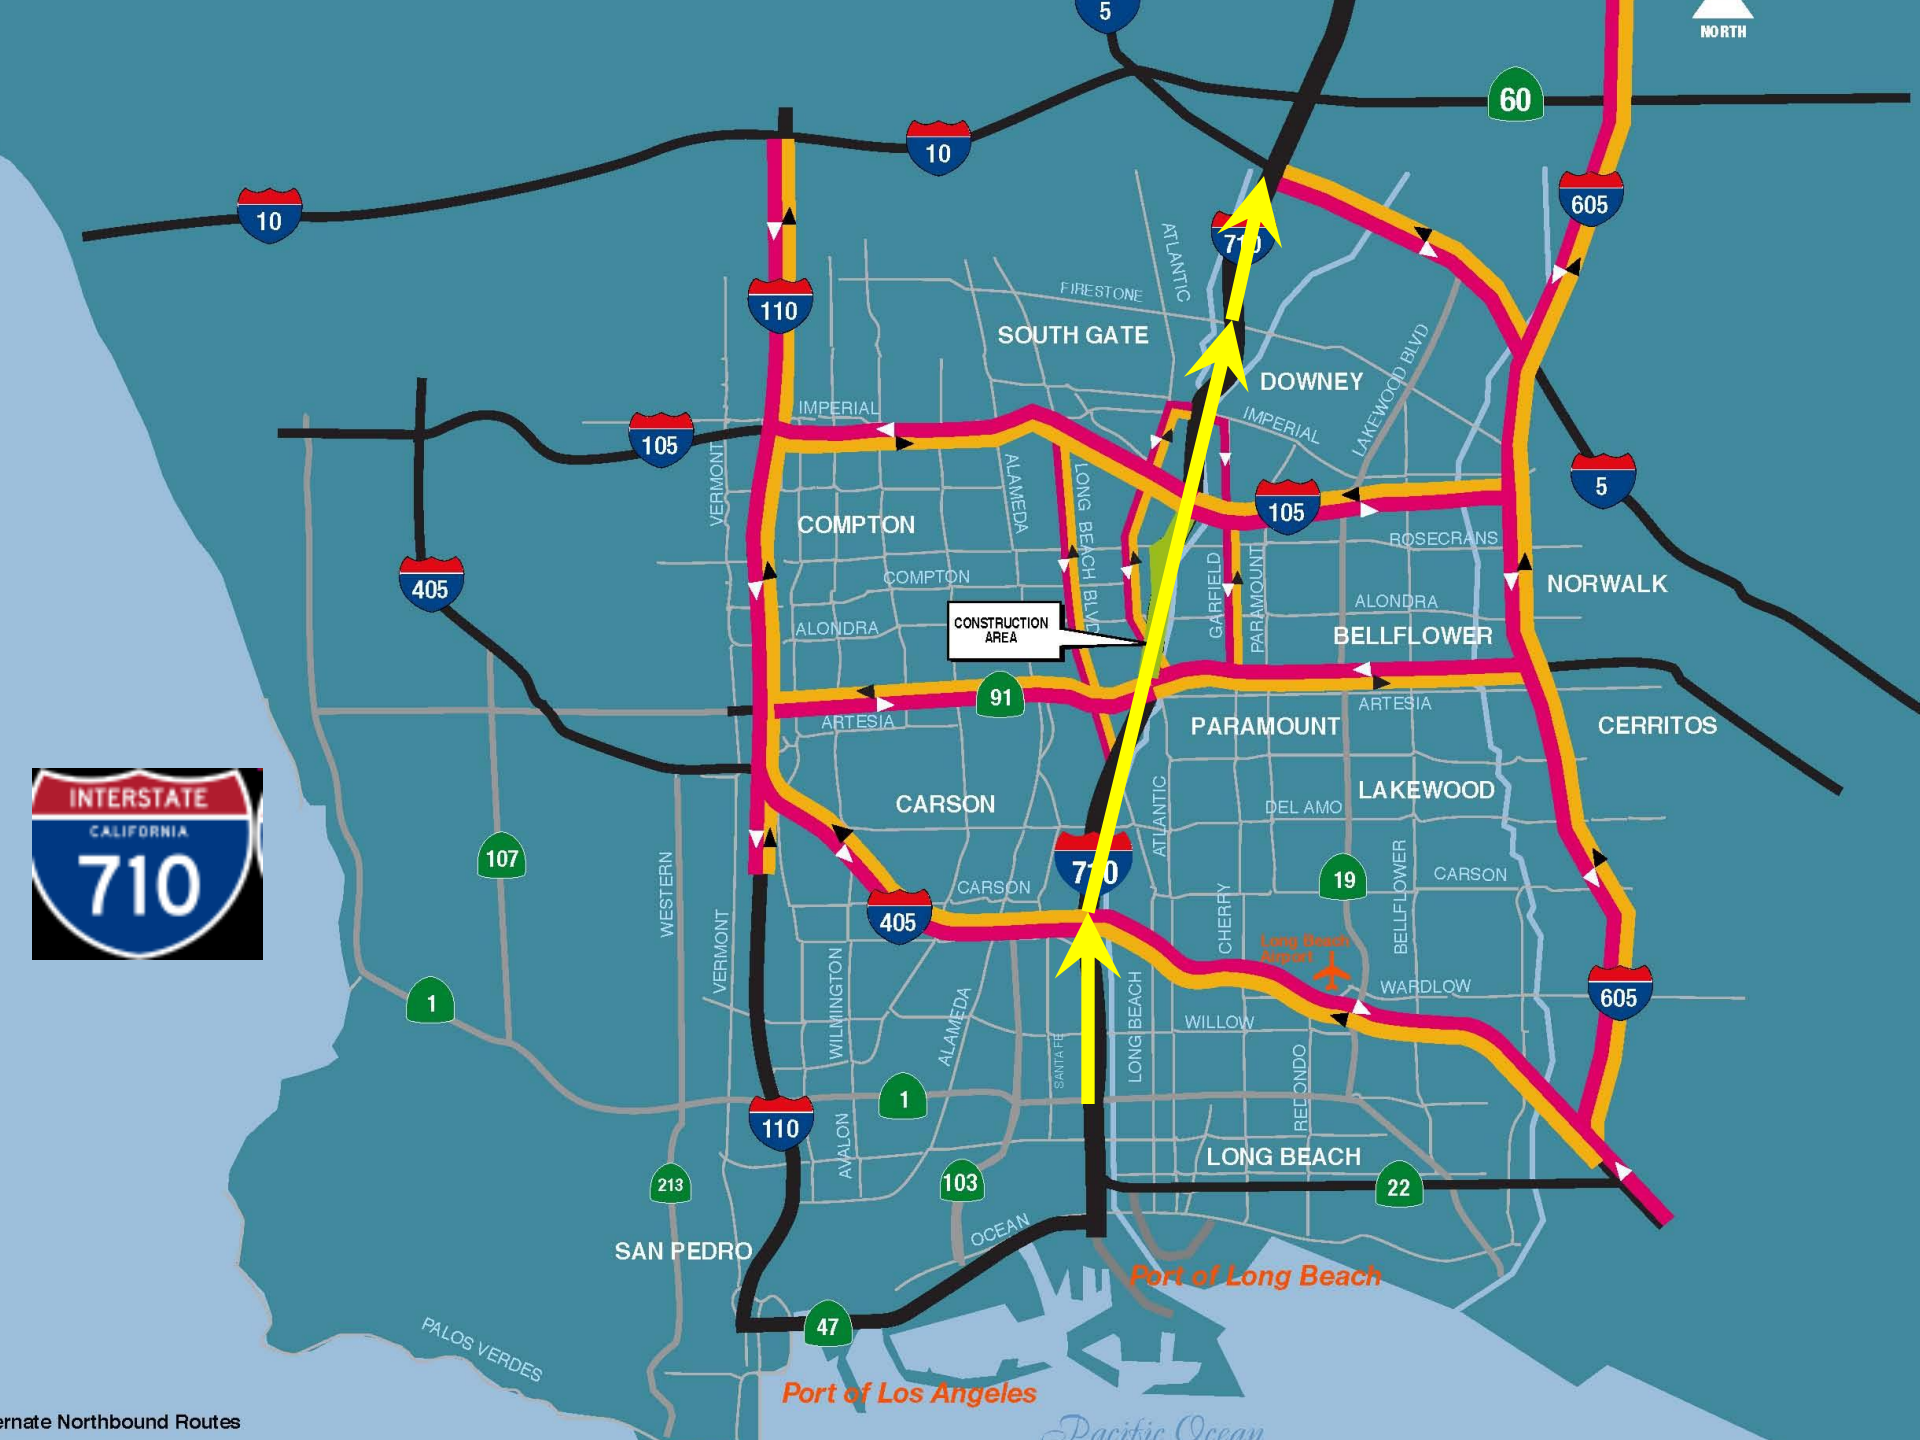 5
NORTH
60
10
10
605
710
ATLANTIC
110
FIRESTONE
SOUTH GATE
DOWNEY
LAKEWOOD BLVD
IMPERIAL
IMPERIAL
105
5
VERMONT
ALAMEDA
LONG BEACH BLVD
105
COMPTON
ROSECRANS
405
COMPTON
GARFIELD
PARAMOUNT
NORWALK
ALONDRA
CONSTRUCTION
AREA
ALONDRA
BELLFLOWER
91
ARTESIA
ARTESIA
PARAMOUNT
CERRITOS
INTERSTATE
CALIFORNIA
710
CARSON
LAKEWOOD
DEL AMO
ATLANTIC
107
710
19
BELLFLOWER
CARSON
CARSON
WESTERN
405
CHERRY
VERMONT
Long Beach
Airport
WARDLOW
605
1
WILMINGTON
ALAMEDA
LONG BEACH
WILLOW
SANTA FE
REDONDO
1
110
AVALON
LONG BEACH
213
103
22
OCEAN
SAN PEDRO
Port of Long Beach
47
PALOS VERDES
Port of Los Angeles
ernate Northbound Routes
Pacific Ocean